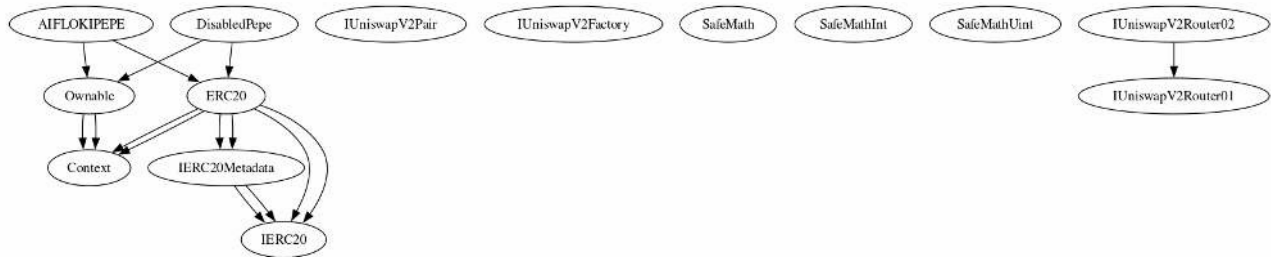 AIFLOKIPEPE DisabledPepe IUniswapV2Pair IUniswapV2Factory SafeMath SafeMathInt SafeMathUint IUniswapV2Router02
Ownable ERC20 IUniswapV2Router01
Context IERC20Metadata
IERC20